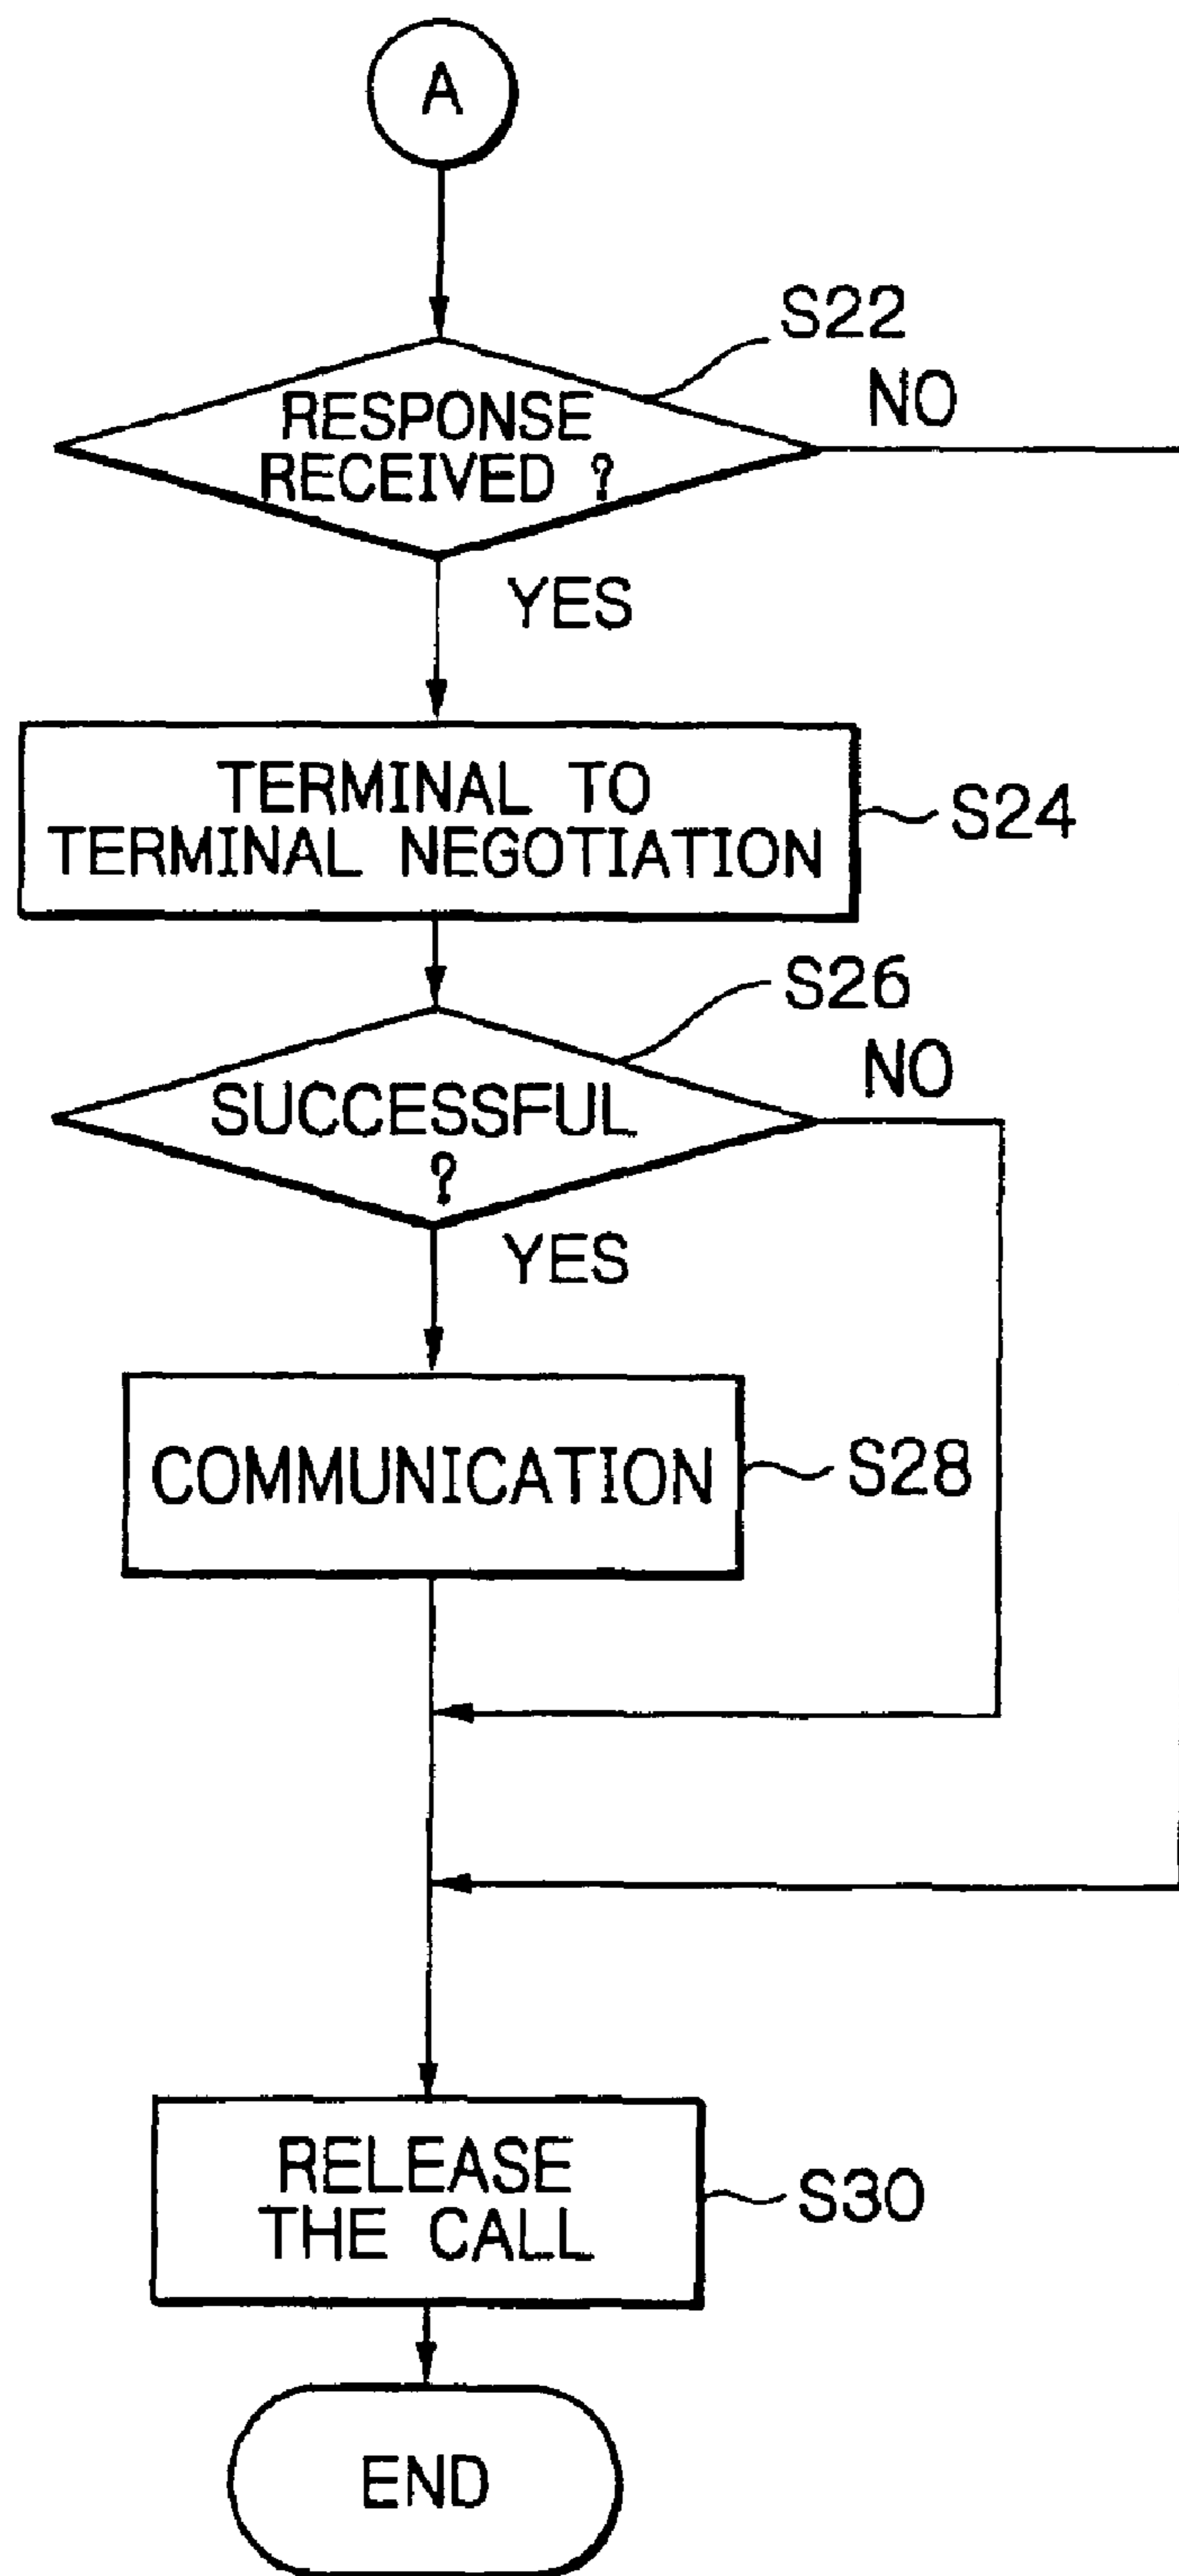 A
S22
RESPONSE
RECEIVED ?
NO
YES
TERMINAL TO
TERMINAL NEGOTIATION
S24
S26
SUCCESSFUL
?
NO
YES
COMMUNICATION
S28
RELEASE
THE CALL
S30
END